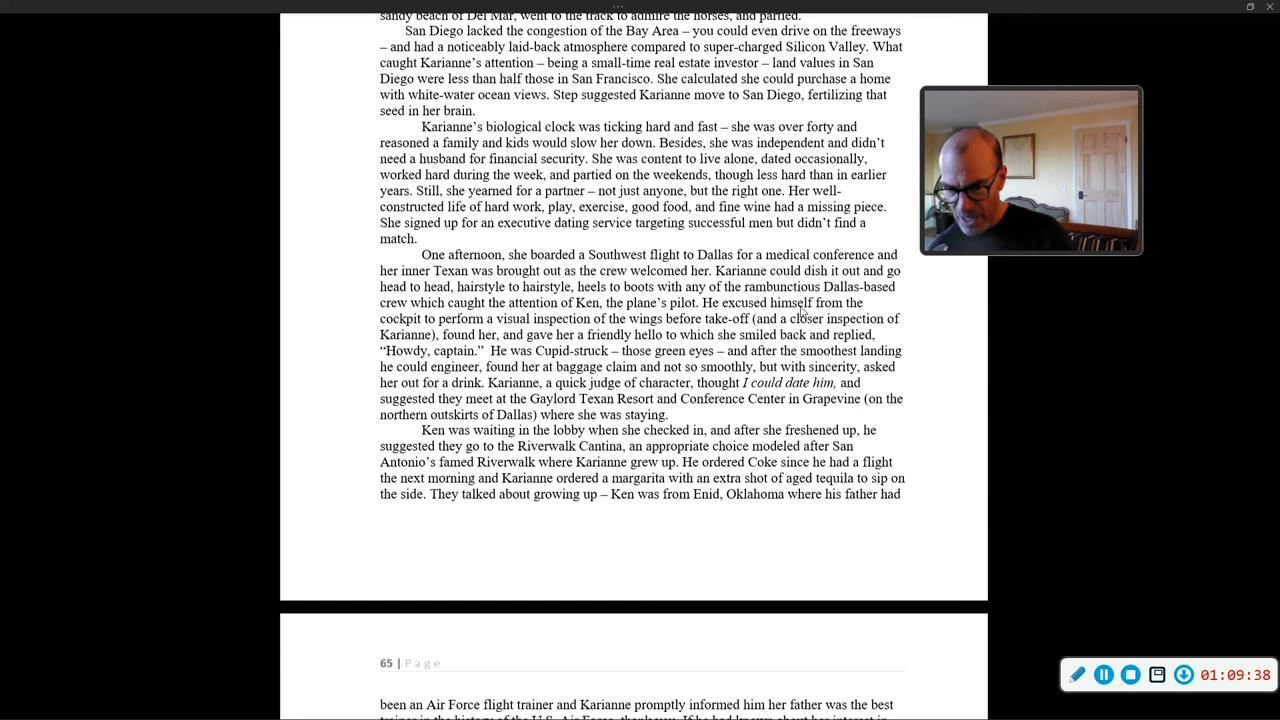 sandy beach of Del Mar, went to the track to admire the horses, and partied.
San Diego lacked the congestion of the Bay Area – you could even drive on the freeways
– and had a noticeably laid-back atmosphere compared to super-charged Silicon Valley. What
caught Karianne’s attention – being a small-time real estate investor – land values in San
Diego were less than half those in San Francisco. She calculated she could purchase a home
with white-water ocean views. Step suggested Karianne move to San Diego, fertilizing that
seed in her brain.
Karianne’s biological clock was ticking hard and fast – she was over forty and
reasoned a family and kids would slow her down. Besides, she was independent and didn’t
need a husband for financial security. She was content to live alone, dated occasionally,
worked hard during the week, and partied on the weekends, though less hard than in earlier
years. Still, she yearned for a partner – not just anyone, but the right one. Her well-
constructed life of hard work, play, exercise, good food, and fine wine had a missing piece.
She signed up for an executive dating service targeting successful men but didn’t find a
match.
One afternoon, she boarded a Southwest flight to Dallas for a medical conference and
her inner Texan was brought out as the crew welcomed her. Karianne could dish it out and go
head to head, hairstyle to hairstyle, heels to boots with any of the rambunctious Dallas-based
crew which caught the attention of Ken, the plane’s pilot. He excused himself from the
cockpit to perform a visual inspection of the wings before take-off (and a closer inspection of
Karianne), found her, and gave her a friendly hello to which she smiled back and replied,
“Howdy, captain.”  He was Cupid-struck – those green eyes – and after the smoothest landing
he could engineer, found her at baggage claim and not so smoothly, but with sincerity, asked
her out for a drink. Karianne, a quick judge of character, thought I could date him, and
suggested they meet at the Gaylord Texan Resort and Conference Center in Grapevine (on the
northern outskirts of Dallas) where she was staying.
Ken was waiting in the lobby when she checked in, and after she freshened up, he
suggested they go to the Riverwalk Cantina, an appropriate choice modeled after San
Antonio’s famed Riverwalk where Karianne grew up. He ordered Coke since he had a flight
the next morning and Karianne ordered a margarita with an extra shot of aged tequila to sip on
the side. They talked about growing up – Ken was from Enid, Oklahoma where his father had
65 | Page
been an Air Force flight trainer and Karianne promptly informed him her father was the best
trainer in the history of the U.S. Air Force, thank you. If he had known about her interest in
01:09:38